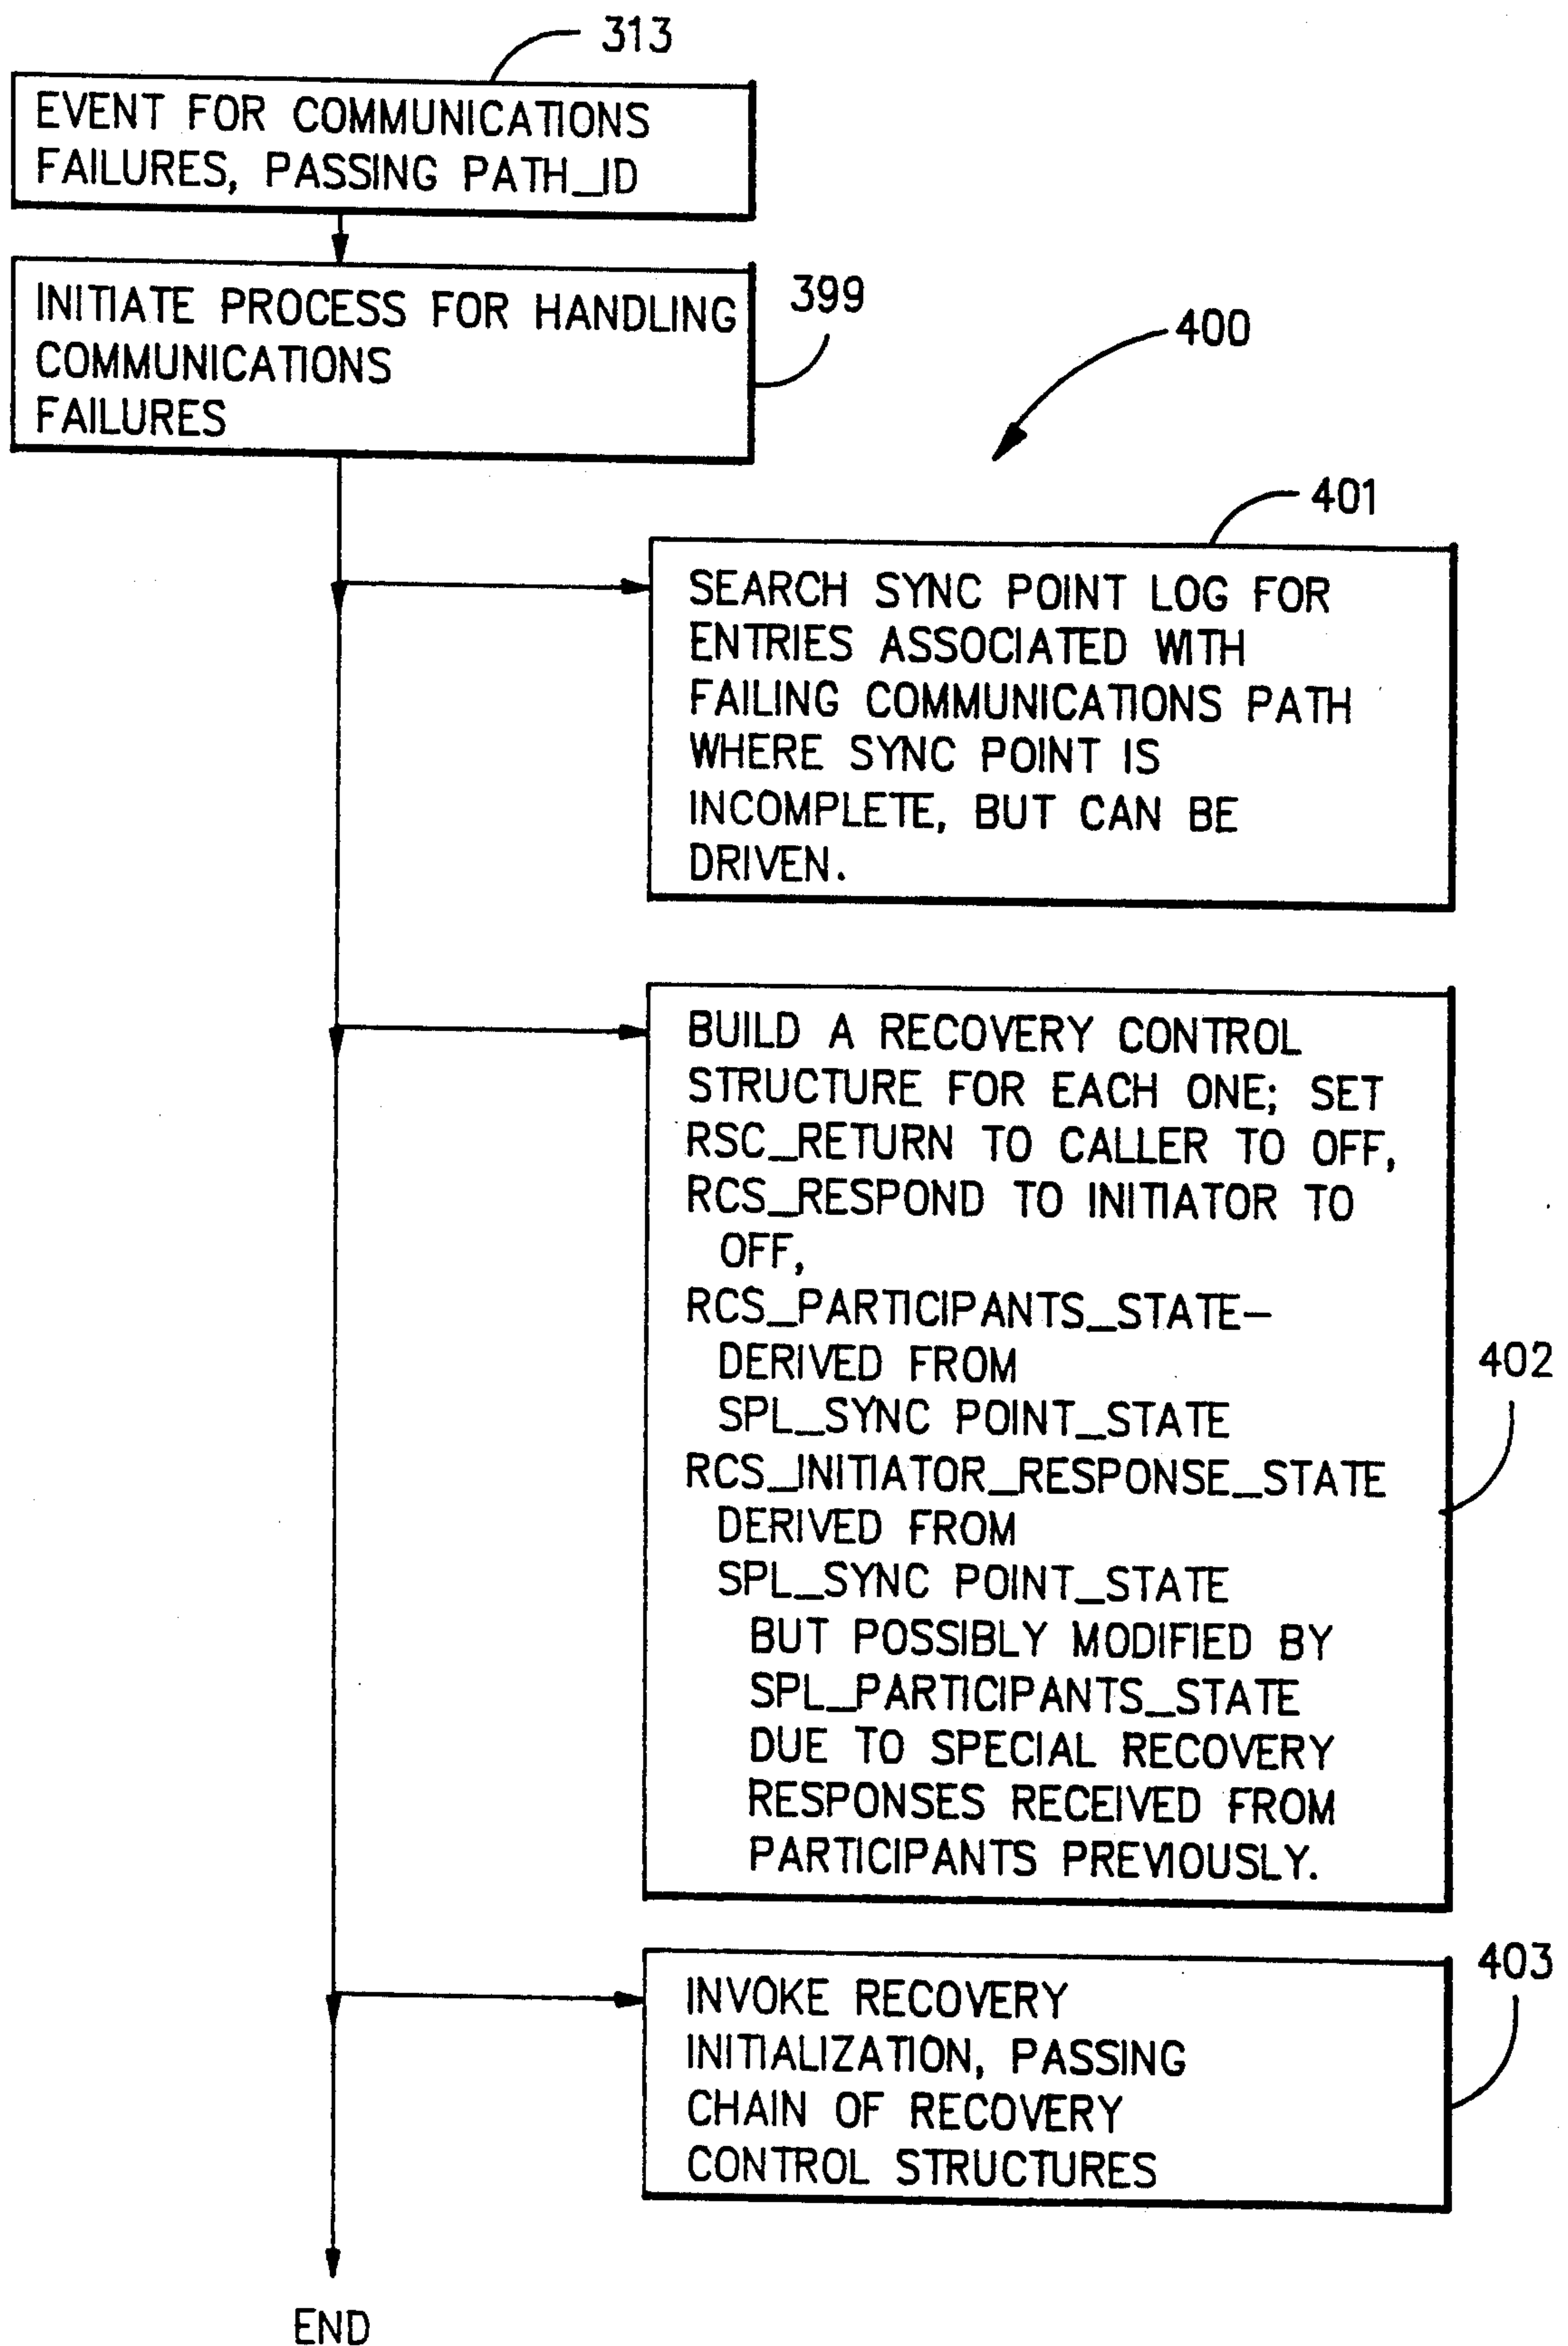 313
EVENT FOR COMMUNICATIONS
FAILURES, PASSING PATH_ID
399
INITIATE PROCESS FOR HANDLING
COMMUNICATIONS
FAILURES
400
401
SEARCH SYNC POINT LOG FOR
ENTRIES ASSOCIATED WITH
FAILING COMMUNICATIONS PATH
WHERE SYNC POINT IS
INCOMPLETE, BUT CAN BE
DRIVEN.
BUILD A RECOVERY CONTROL
STRUCTURE FOR EACH ONE; SET
RSC_RETURN TO CALLER TO OFF,
RCS_RESPOND TO INITIATOR TO
OFF,
RCS_PARTICIPANTS_STATE-
DERIVED FROM
SPL_SYNC POINT_STATE
RCS_INITIATOR_RESPONSE_STATE
DERIVED FROM
SPL_SYNC POINT_STATE
BUT POSSIBLY MODIFIED BY
SPL_PARTICIPANTS_STATE
DUE TO SPECIAL RECOVERY
RESPONSES RECEIVED FROM
PARTICIPANTS PREVIOUSLY.
402
403
INVOKE RECOVERY
INITIALIZATION, PASSING
CHAIN OF RECOVERY
CONTROL STRUCTURES
END